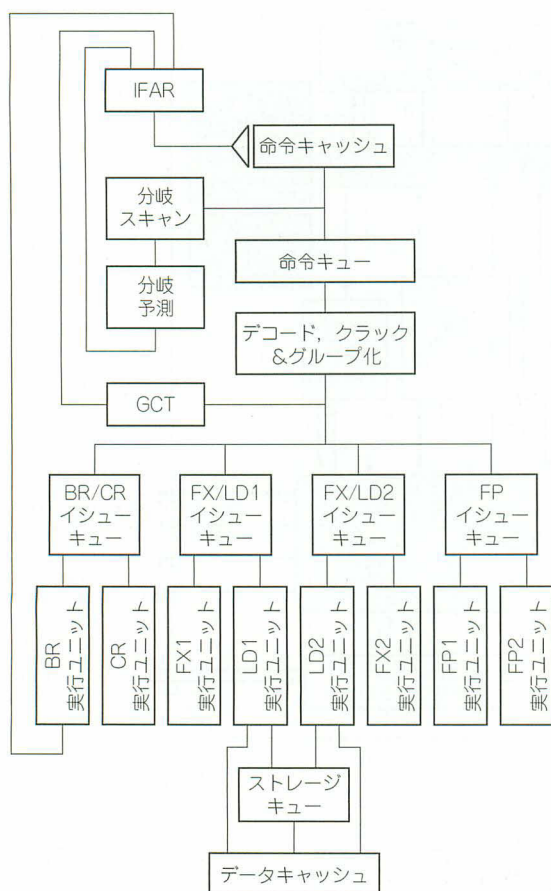 IFAR
命令キャッシュ
分岐
スキャン
命令キュー
分岐
予測
デコード，クラック
&グループ化
GCT
BR/CR
イシュー
キュー
FX/LD1
イシュー
キュー
FX/LD2
イシュー
キュー
FP
イシュー
キュー
BR
実行ユニット
CR
実行ユニット
FX1
実行ユニット
LD1
実行ユニット
LD2
実行ユニット
FX2
実行ユニット
FP1
実行ユニット
FP2
実行ユニット
ストレージ
キュー
データキャッシュ